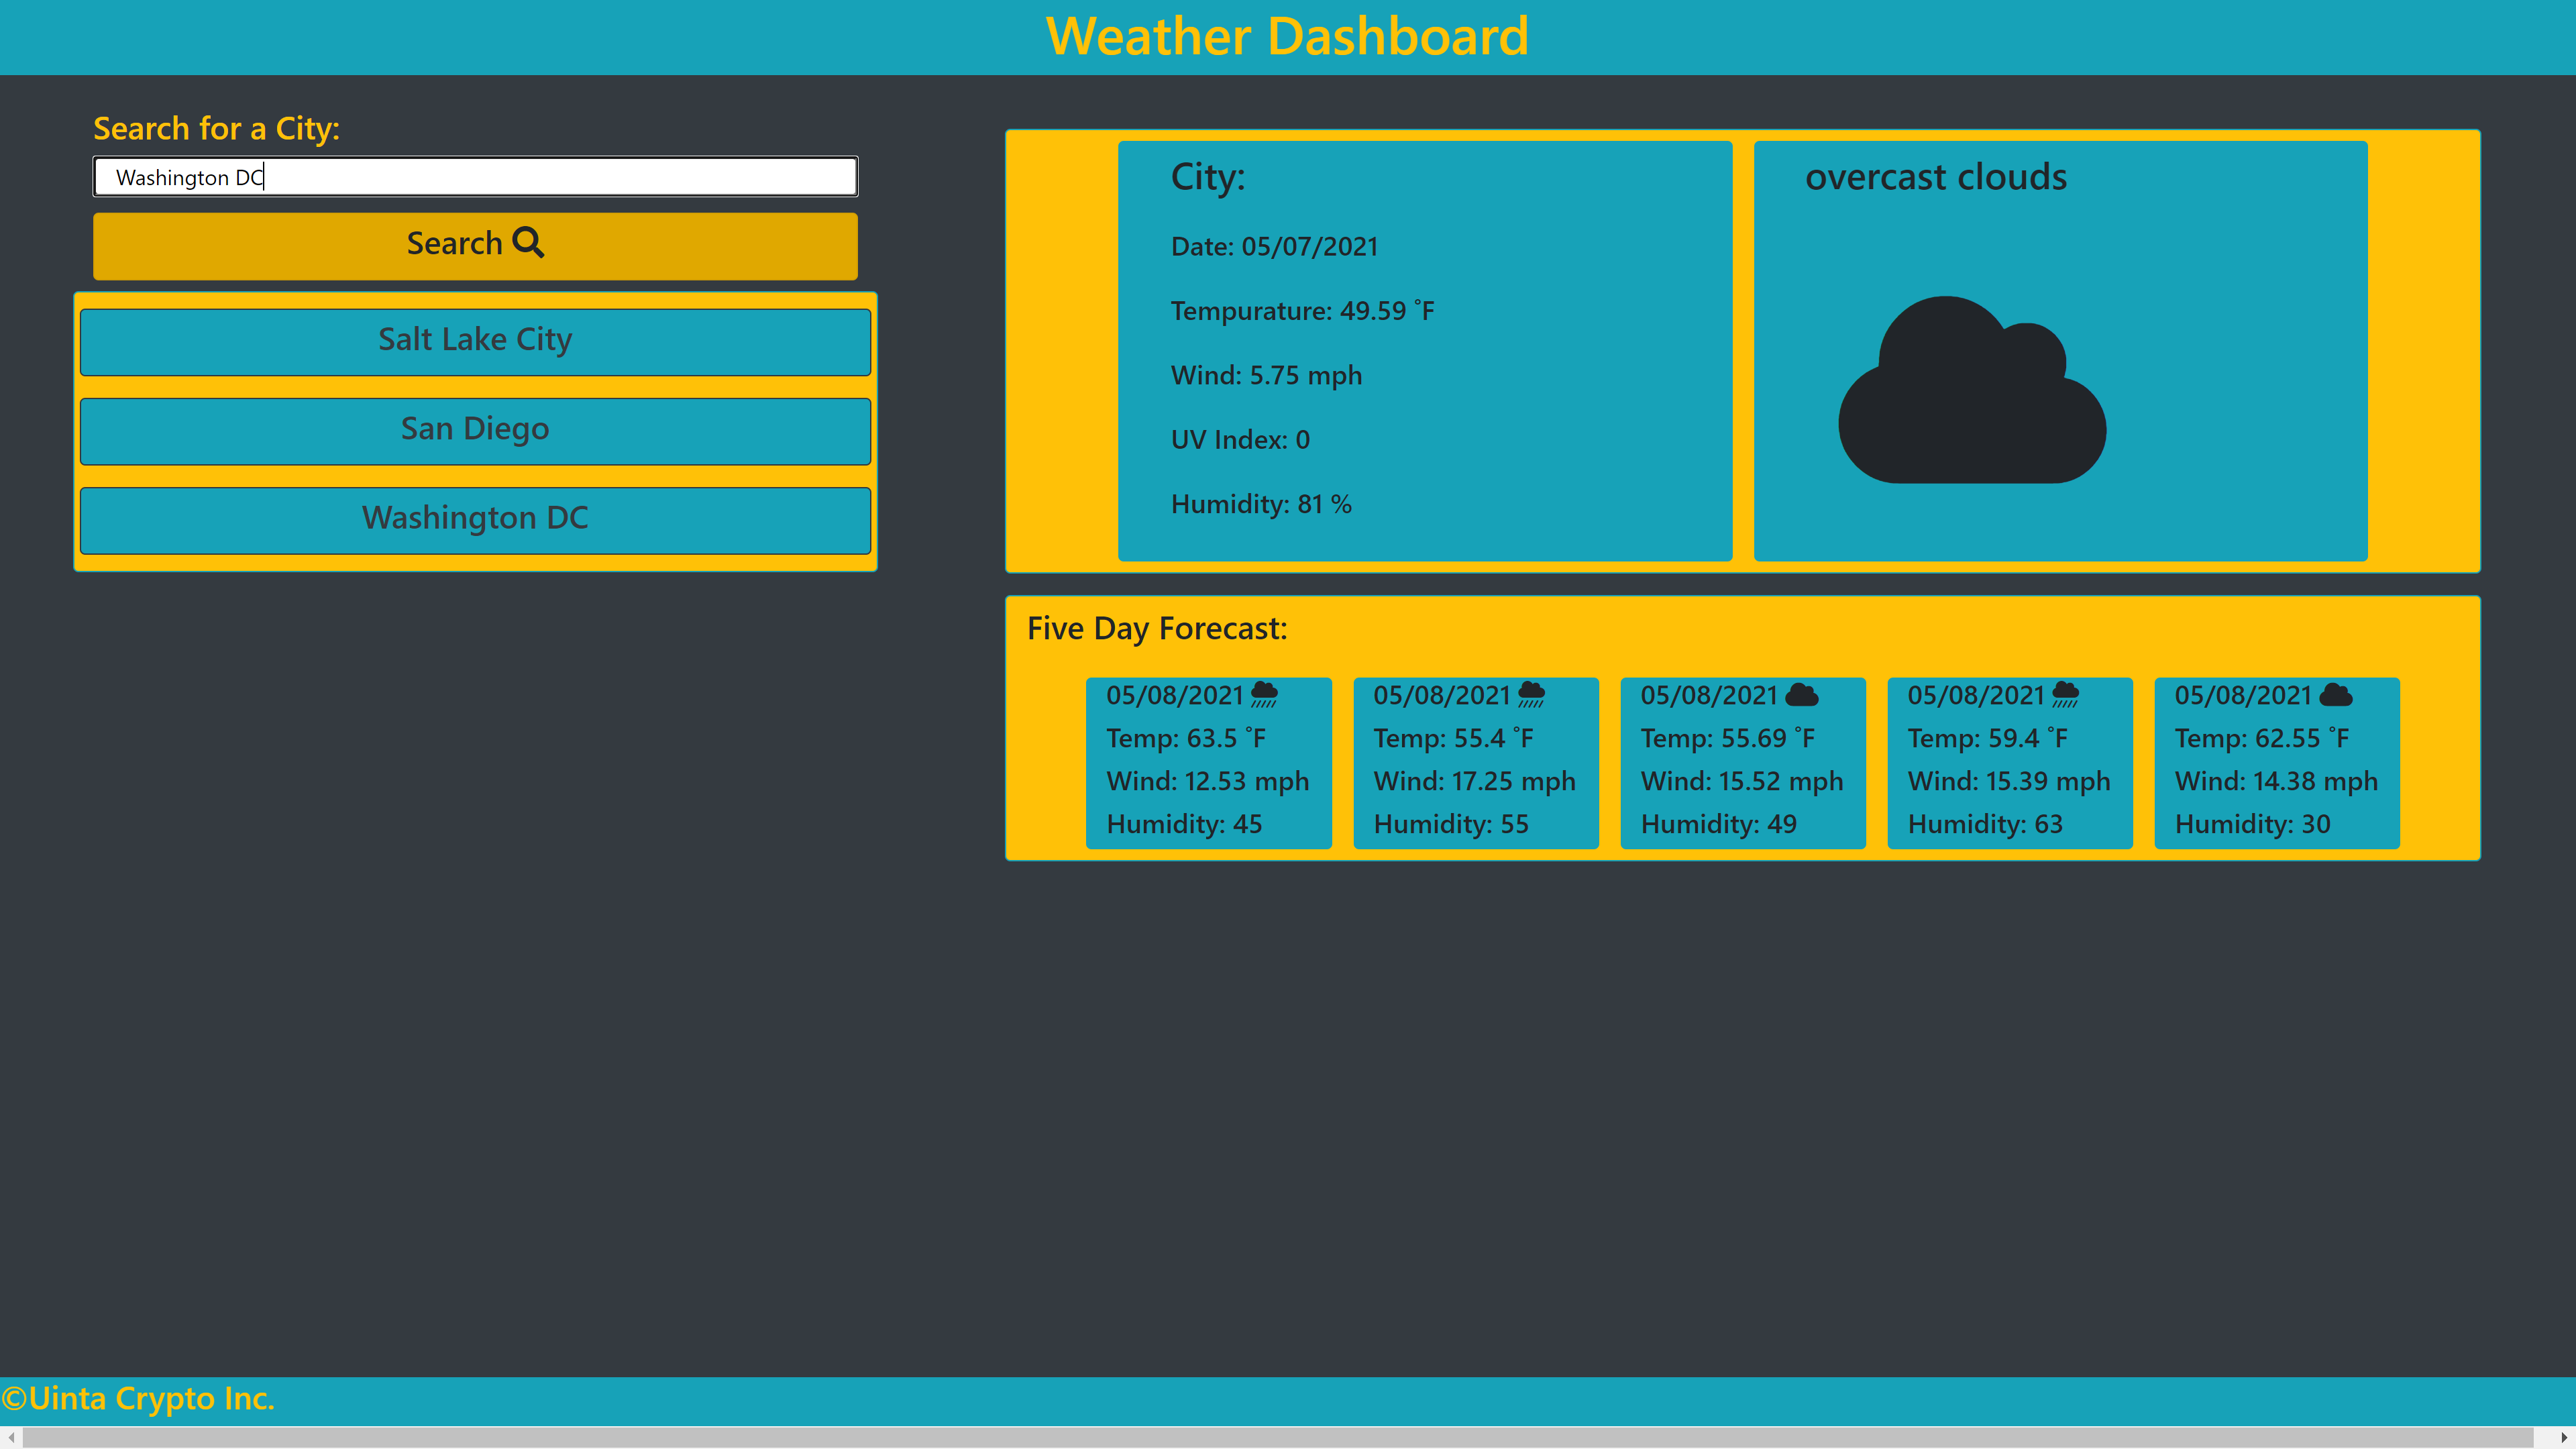 Weather Dashboard
Search for a City:
Washington DC
Search
Salt Lake City
San Diego
Washington DC
City:
Date: 05/07/2021
Tempurature: 49.59 °F
Wind: 5.75 mph
UV Index: 0
Humidity: 81 %
overcast clouds
Five Day Forecast:
05/08/2021
Temp: 63.5 °F
Wind: 12.53 mph
Humidity: 45
05/08/2021
Temp: 55.4 °F
Wind: 17.25 mph
Humidity: 55
05/08/2021
Temp: 55.69 °F
Wind: 15.52 mph
Humidity: 49
05/08/2021
Temp: 59.4 °F
Wind: 15.39 mph
Humidity: 63
05/08/2021
Temp: 62.55 °F
Wind: 14.38 mph
Humidity: 30
©Uinta Crypto Inc.